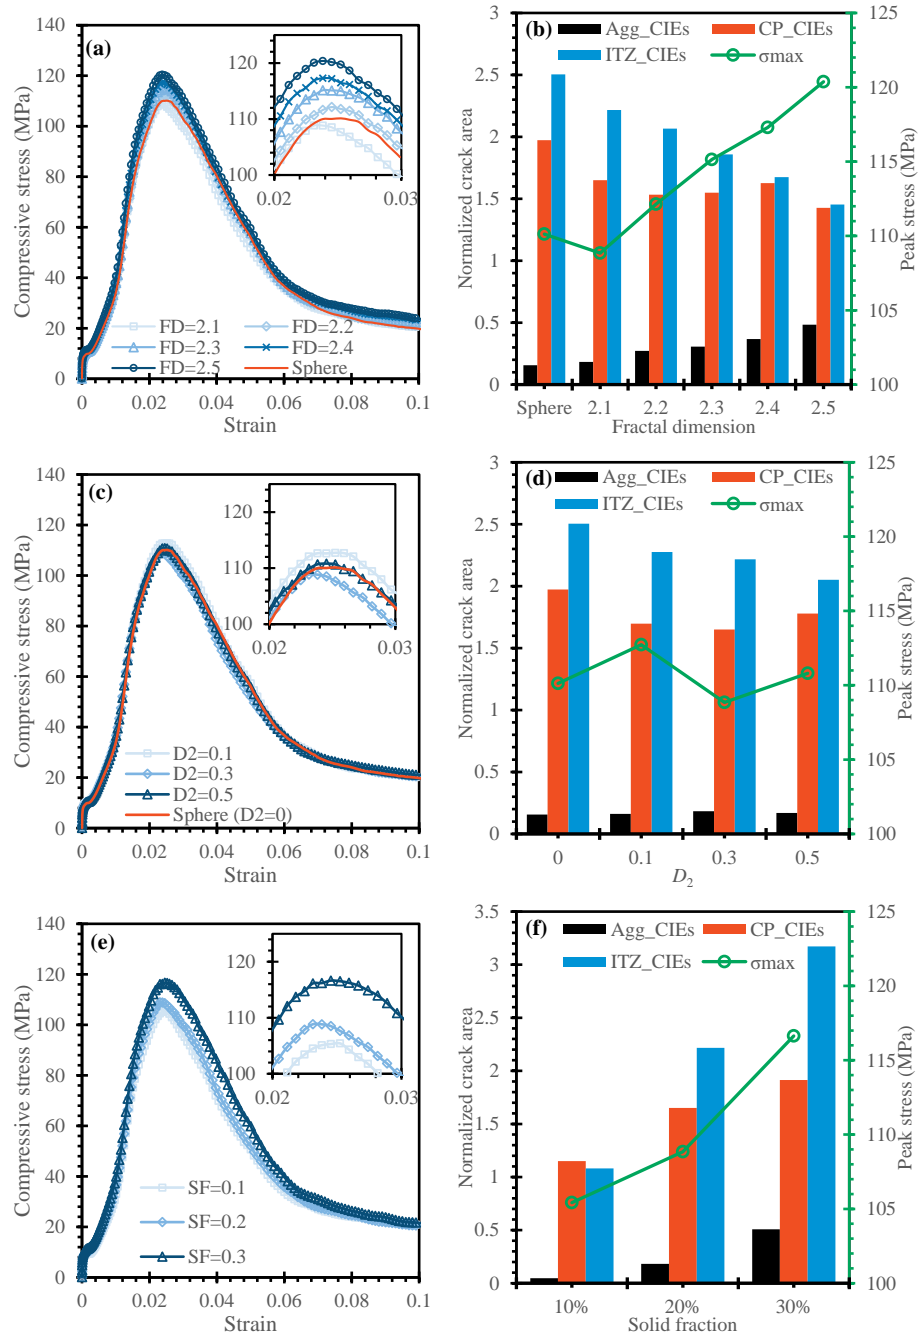 (a)
Compressive stress (MPa)
140
120
100
80
60
40
20
0
120
110
100
0.02 0.03
FD=2.1 FD=2.2
FD=2.3 FD=2.4
FD=2.5 Sphere
0 0.02 0.04 0.06 0.08 0.1
Strain
(b)
Agg_CIEs CP_CIEs
ITZ_CIEs σmax
Normalized crack area
3
2.5
2
1.5
1
0.5
0
Peak stress (MPa)
125
120
115
110
105
100
Sphere 2.1 2.2 2.3 2.4 2.5
Fractal dimension
(c)
Compressive stress (MPa)
140
120
100
80
60
40
20
0
120
110
100
0.02 0.03
D2=0.1
D2=0.3
D2=0.5
Sphere (D2=0)
0 0.02 0.04 0.06 0.08 0.1
Strain
(d)
Agg_CIEs CP_CIEs
ITZ_CIEs σmax
Normalized crack area
3
2.5
2
1.5
1
0.5
0
Peak stress (MPa)
125
120
115
110
105
100
0 0.1 0.3 0.5
D2
(e)
Compressive stress (MPa)
140
120
100
80
60
40
20
0
120
110
100
0.02 0.03
SF=0.1
SF=0.2
SF=0.3
0 0.02 0.04 0.06 0.08 0.1
Strain
(f)
Agg_CIEs CP_CIEs
ITZ_CIEs σmax
Normalized crack area
3.5
3
2.5
2
1.5
1
0.5
0
Peak stress (MPa)
125
120
115
110
105
100
10% 20% 30%
Solid fraction